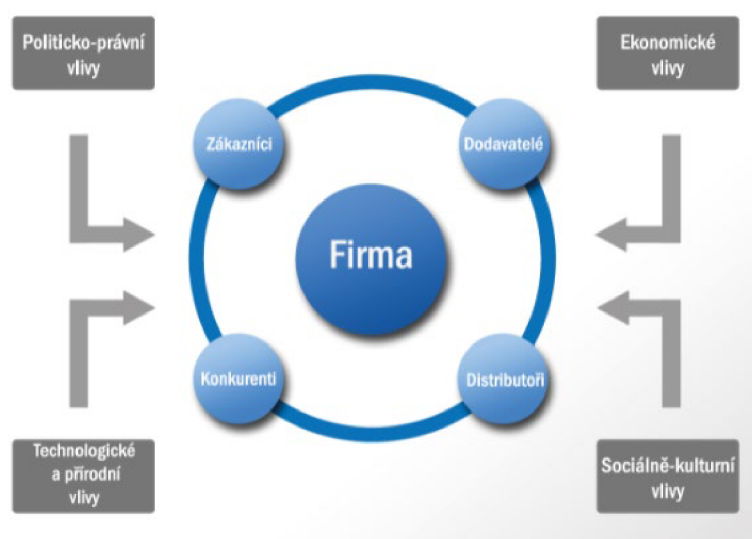 Politicko-právní
vlivy
Ekonomické
vlivy
Zákazníci
Dodavatelé
Firma
Konkurenti
Distributoři
Technologické
a přírodní
vlivy
Sociálně-kulturní
vlivy